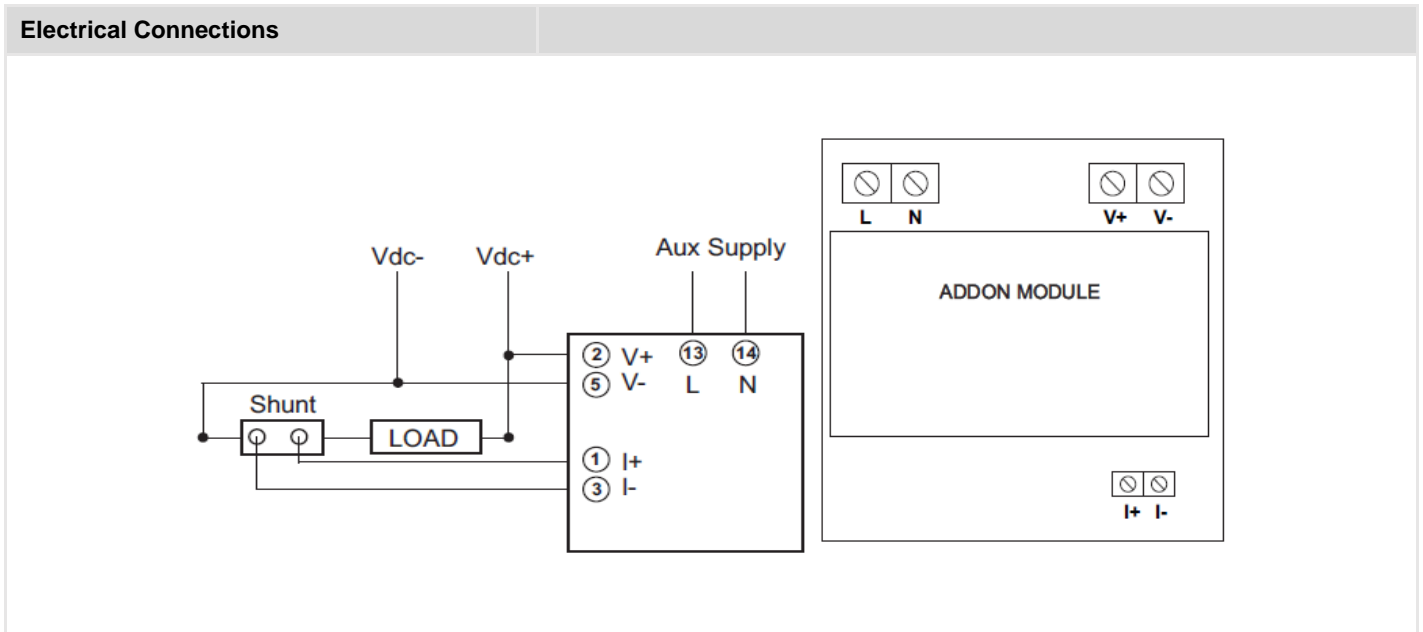 Electrical Connections
Vdc- Vdc+ Aux Supply
2 V+ 13 14
5 V- L N
Shunt
LOAD
1 I+
3 I-
L N V+ V-
ADDON MODULE
I+ I-